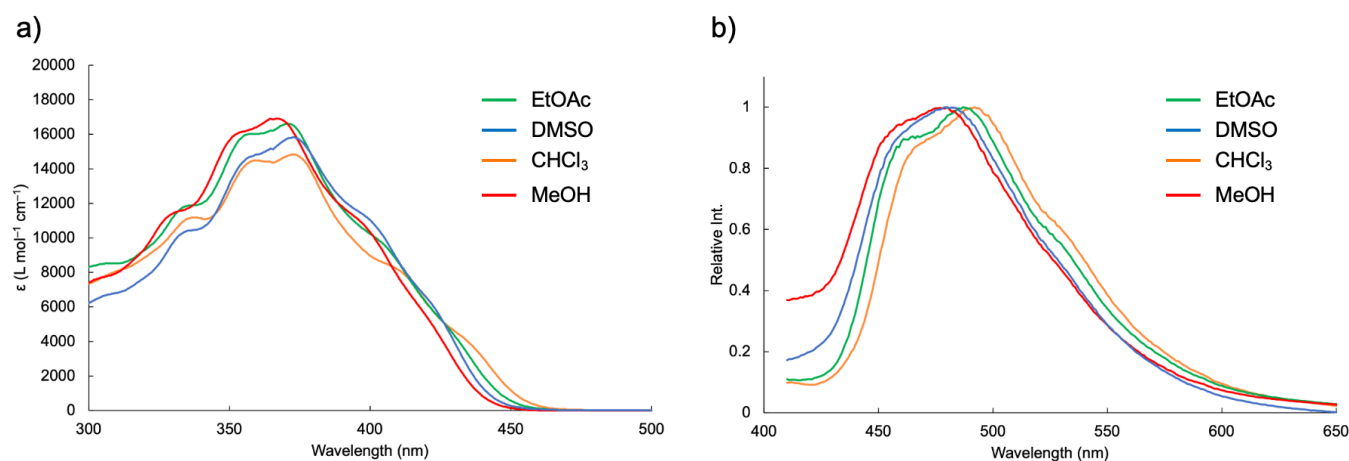 a)
ε (L mol⁻¹ cm⁻¹)
20000
18000
16000
14000
12000
10000
8000
6000
4000
2000
0
300
350
400
450
500
Wavelength (nm)
EtOAc
DMSO
CHCl₃
MeOH
b)
Relative Int.
1
0.8
0.6
0.4
0.2
0
400
450
500
550
600
650
Wavelength (nm)
EtOAc
DMSO
CHCl₃
MeOH